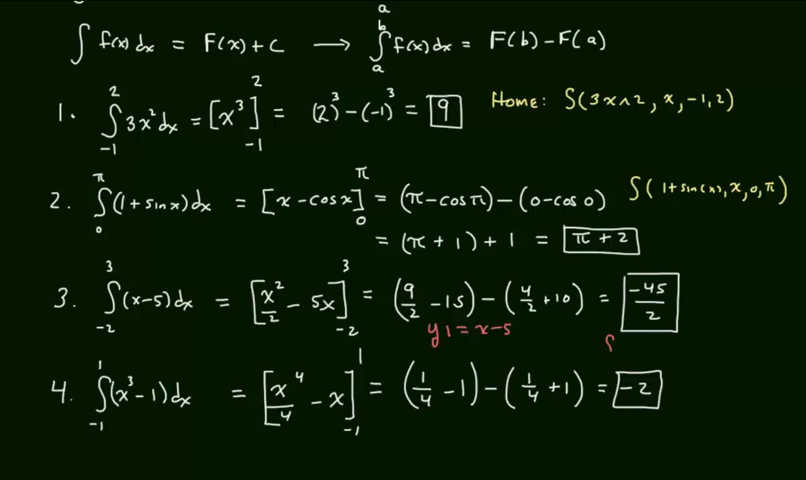 ∫ f(x) dx = F(x) + C ⟶ ∫_a^b f(x) dx = F(b) − F(a)
a
1. ∫_{-1}^{2} 3x² dx = [x³]_{-1}^{2} = (2)³ − (−1)³ = 9 Home: ∫(3x^2, x, −1, 2)
2. ∫_0^π (1 + sin x) dx = [x − cos x]_0^π = (π − cos π) − (0 − cos 0) ∫(1 + sin(x), x, 0, π)
= (π + 1) + 1 = π + 2
3. ∫_{-2}^{3} (x − 5) dx = [x²/2 − 5x]_{-2}^{3} = (9/2 − 15) − (4/2 + 10) = −45/2
y1 = x − 5
4. ∫_{-1}^{1} (x³ − 1) dx = [x⁴/4 − x]_{-1}^{1} = (1/4 − 1) − (1/4 + 1) = −2